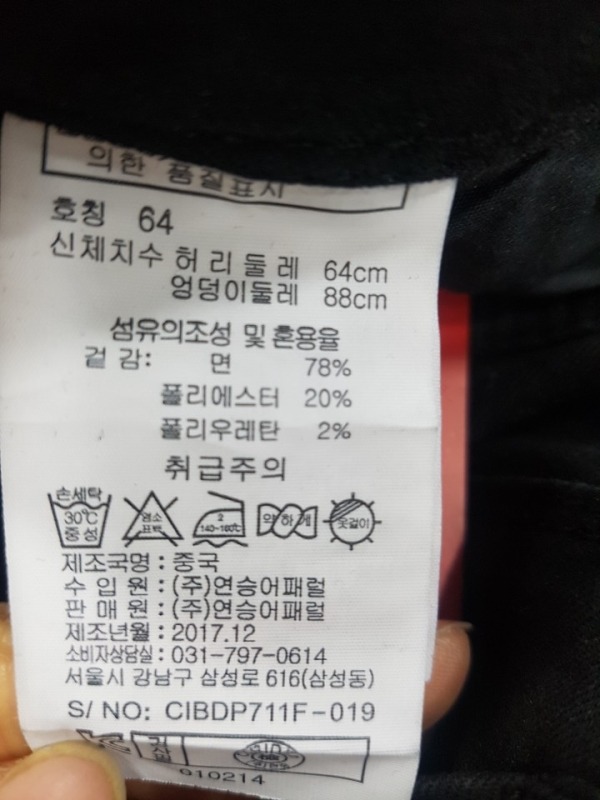 의한 품질표시
호칭 64
신체치수 허리둘레 64cm
엉덩이둘레 88cm
섬유의조성 및 혼용율
겉감: 면 78%
폴리에스터 20%
폴리우레탄 2%
취급주의
손세탁
30℃
중성
염소
표백
2
140~160℃
약하게
옷걸이
제조국명 : 중국
수입원 : (주)연승어패럴
판매원 : (주)연승어패럴
제조년월 : 2017.12
소비자상담실 : 031-797-0614
서울시 강남구 삼성로 616(삼성동)
S/ NO: CIBDP711F-019
010214